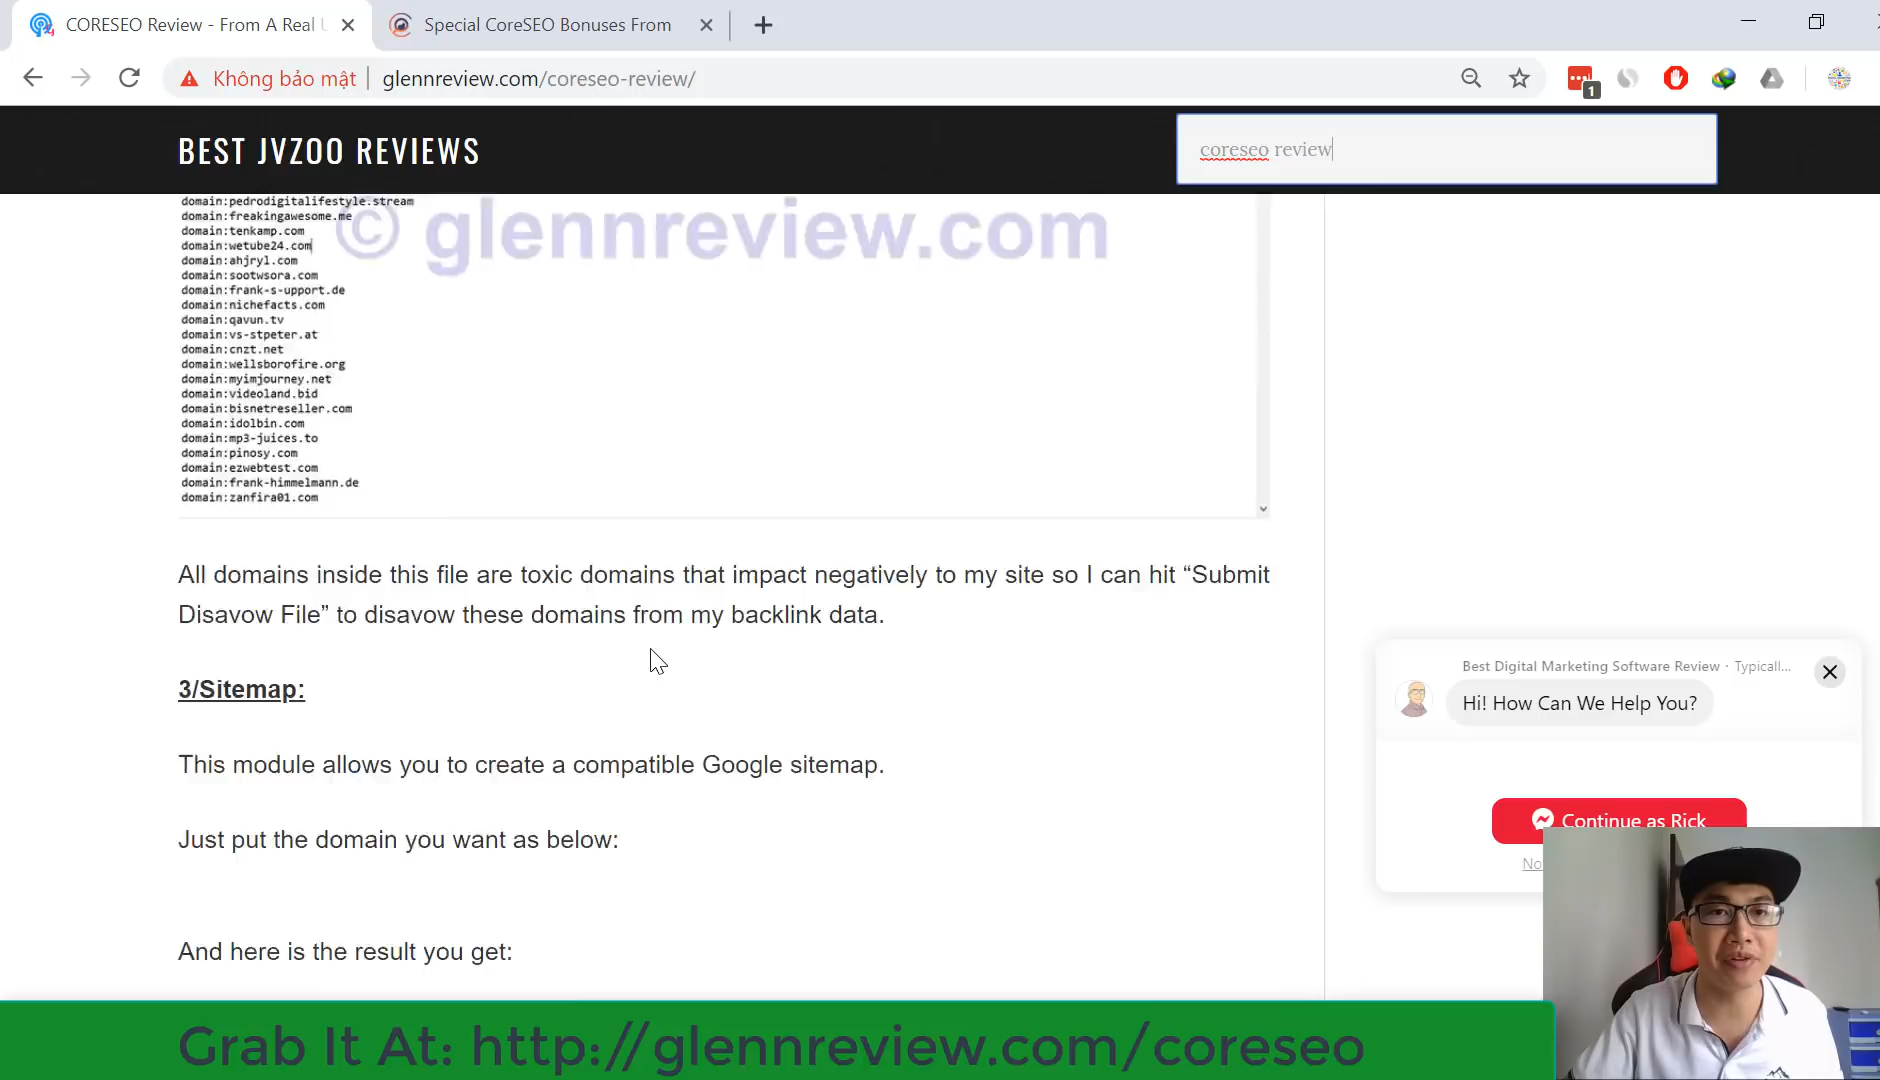 CORESEO Review - From A Real U
Special CoreSEO Bonuses From
Không bảo mật
glennreview.com/coreseo-review/
1
BEST JVZOO REVIEWS
coreseo review
domain:pedrodigitalifestyle.stream
domain:freakingawesome.me
domain:tenkamp.com
domain:wetube24.com
domain:ahjryl.com
domain:sootwsora.com
domain:frank-s-upport.de
domain:nichefacts.com
domain:qavun.tv
domain:vs-stpeter.at
domain:cnzt.net
domain:wellsborofire.org
domain:myimjourney.net
domain:videoland.bid
domain:bisnetreseller.com
domain:idolbin.com
domain:mp3-juices.to
domain:pinosy.com
domain:ezwebtest.com
domain:frank-himmelmann.de
domain:zanfira01.com
© glennreview.com
All domains inside this file are toxic domains that impact negatively to my site so I can hit “Submit
Disavow File” to disavow these domains from my backlink data.
3/Sitemap:
This module allows you to create a compatible Google sitemap.
Just put the domain you want as below:
And here is the result you get:
Best Digital Marketing Software Review · Typicall...
Hi! How Can We Help You?
Continue as Rick
No
Grab It At: http://glennreview.com/coreseo